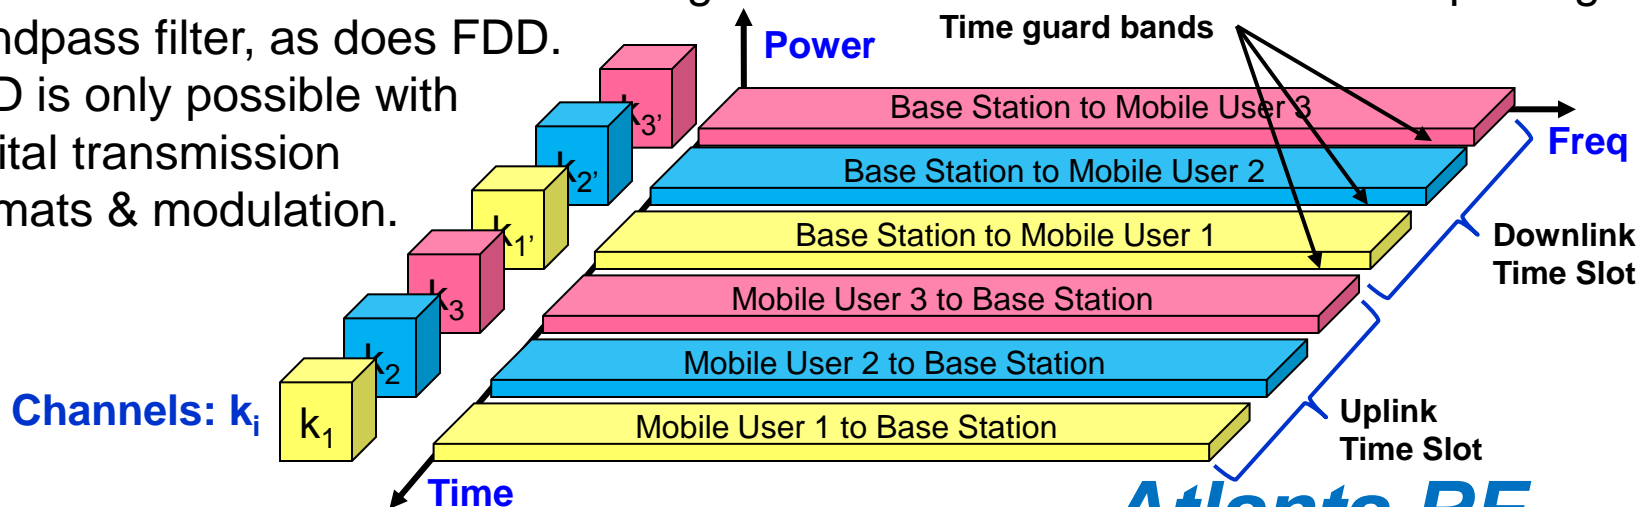 ndpass filter, as does FDD.
D is only possible with
ital transmission
mats & modulation.
Power
Time guard bands
Freq
k3'
k2'
k1'
k3
k2
k1
Channels: ki
Base Station to Mobile User 3
Base Station to Mobile User 2
Base Station to Mobile User 1
Mobile User 3 to Base Station
Mobile User 2 to Base Station
Mobile User 1 to Base Station
Downlink
Time Slot
Uplink
Time Slot
Time
Atlanta RF